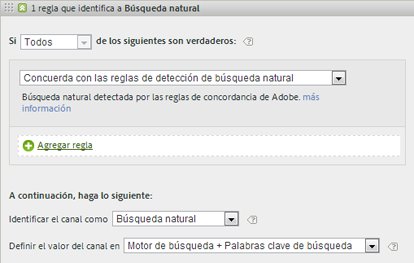 1 regla que identifica a Búsqueda natural
Si Todos de los siguientes son verdaderos:
Concuerda con las reglas de detección de búsqueda natural
Búsqueda natural detectada por las reglas de concordancia de Adobe. más
información
Agregar regla
A continuación, haga lo siguiente:
Identificar el canal como Búsqueda natural
Definir el valor del canal en Motor de búsqueda + Palabras clave de búsqueda